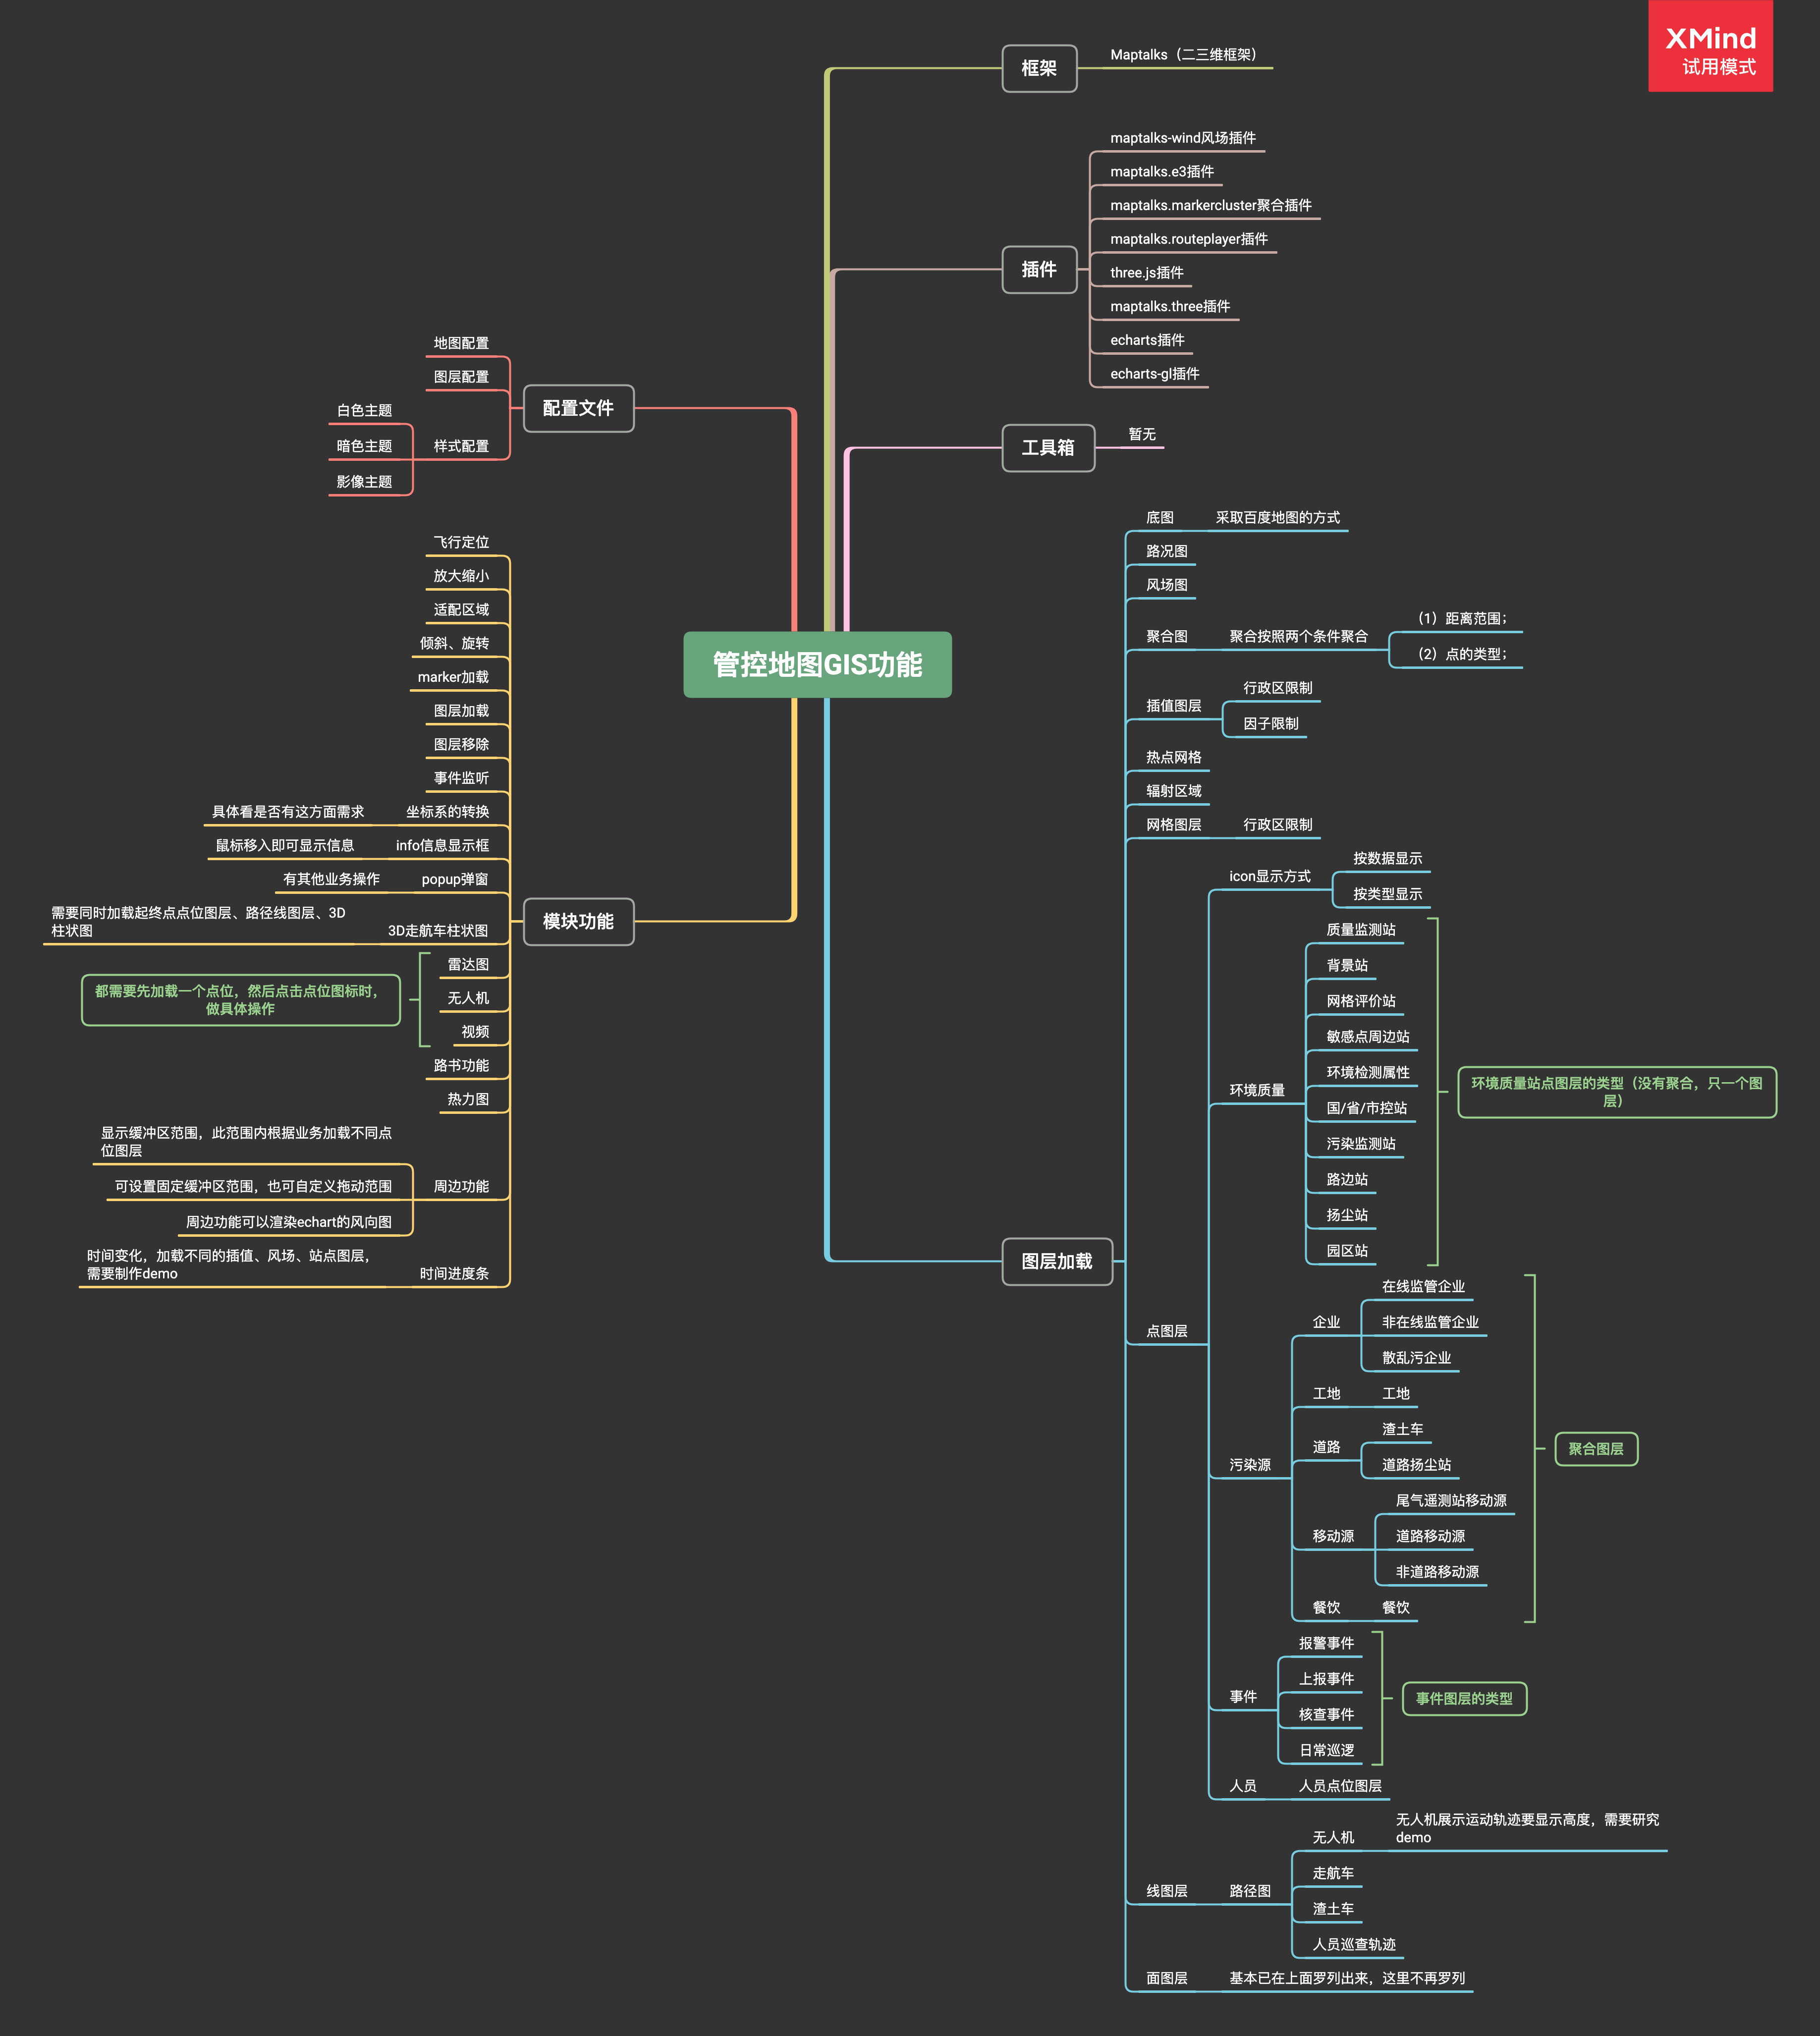 XMind
试用模式
管控地图GIS功能
框架
Maptalks（二三维框架）
插件
maptalks-wind风场插件
maptalks.e3插件
maptalks.markercluster聚合插件
maptalks.routeplayer插件
three.js插件
maptalks.three插件
echarts插件
echarts-gl插件
工具箱
暂无
图层加载
底图
采取百度地图的方式
路况图
风场图
聚合图
聚合按照两个条件聚合
（1）距离范围；
（2）点的类型；
插值图层
行政区限制
因子限制
热点网格
辐射区域
网格图层
行政区限制
点图层
icon显示方式
按数据显示
按类型显示
环境质量
质量监测站
背景站
网格评价站
敏感点周边站
环境检测属性
国/省/市控站
污染监测站
路边站
扬尘站
园区站
环境质量站点图层的类型（没有聚合，只一个图
层）
污染源
企业
在线监管企业
非在线监管企业
散乱污企业
工地
工地
道路
渣土车
道路扬尘站
移动源
尾气遥测站移动源
道路移动源
非道路移动源
餐饮
餐饮
聚合图层
事件
报警事件
上报事件
核查事件
日常巡逻
事件图层的类型
人员
人员点位图层
线图层
路径图
无人机
无人机展示运动轨迹要显示高度，需要研究
demo
走航车
渣土车
人员巡查轨迹
面图层
基本已在上面罗列出来，这里不再罗列
配置文件
地图配置
图层配置
样式配置
白色主题
暗色主题
影像主题
模块功能
飞行定位
放大缩小
适配区域
倾斜、旋转
marker加载
图层加载
图层移除
事件监听
坐标系的转换
具体看是否有这方面需求
info信息显示框
鼠标移入即可显示信息
popup弹窗
有其他业务操作
3D走航车柱状图
需要同时加载起终点点位图层、路径线图层、3D
柱状图
雷达图
无人机
视频
都需要先加载一个点位，然后点击点位图标时，
做具体操作
路书功能
热力图
周边功能
显示缓冲区范围，此范围内根据业务加载不同点
位图层
可设置固定缓冲区范围，也可自定义拖动范围
周边功能可以渲染echart的风向图
时间进度条
时间变化，加载不同的插值、风场、站点图层，
需要制作demo